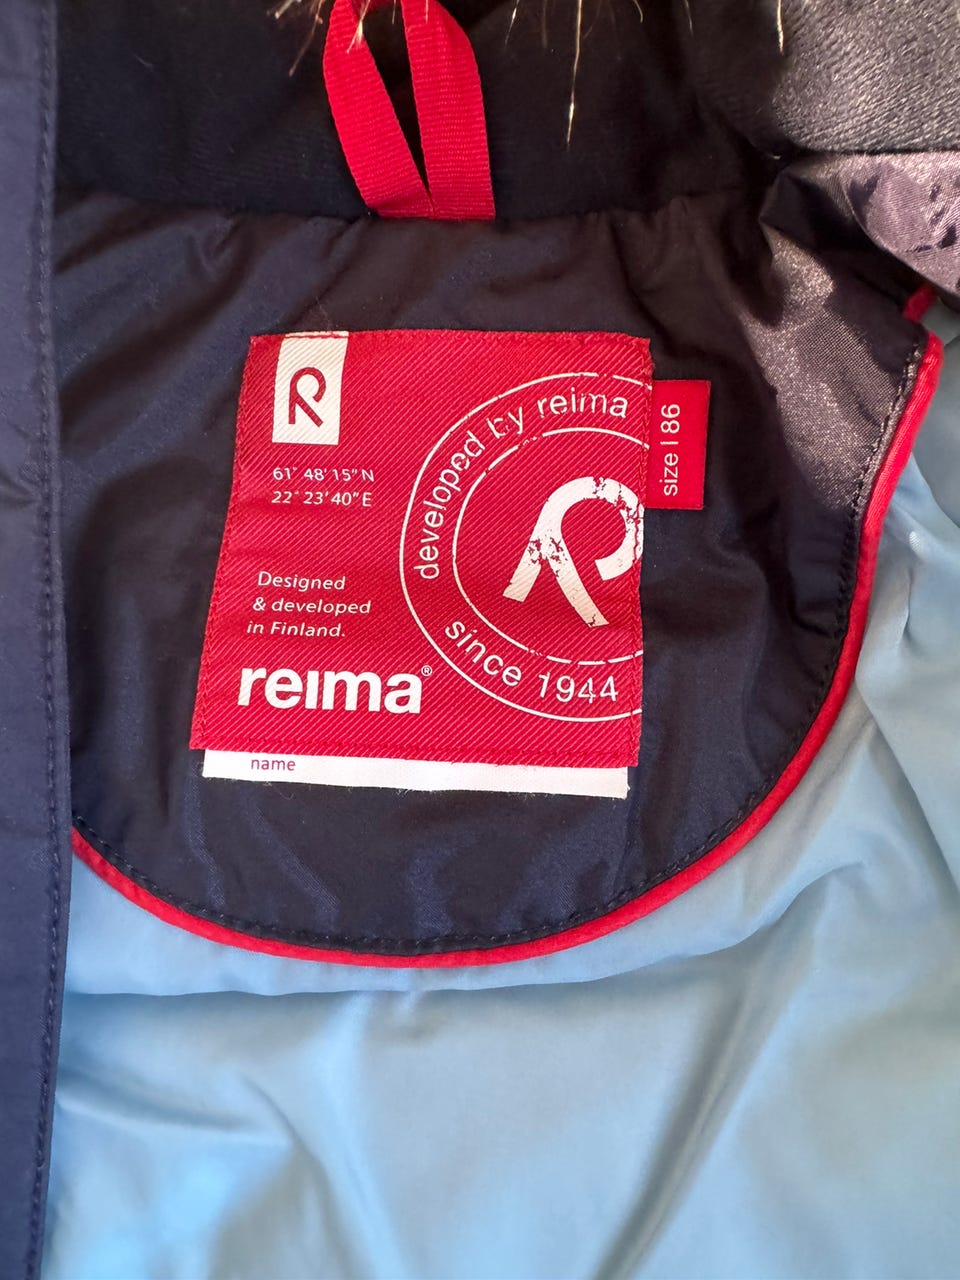 R
61° 48' 15" N
22° 23' 40" E
Designed
& developed
in Finland.
reima®
developed by reima
R
since 1944
size | 86
name